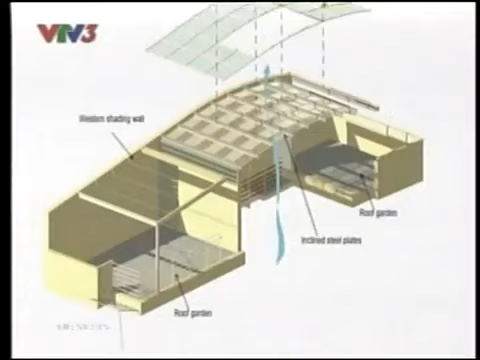 VTV3
Western shading wall
Roof garden
Inclined steel plates
Roof garden